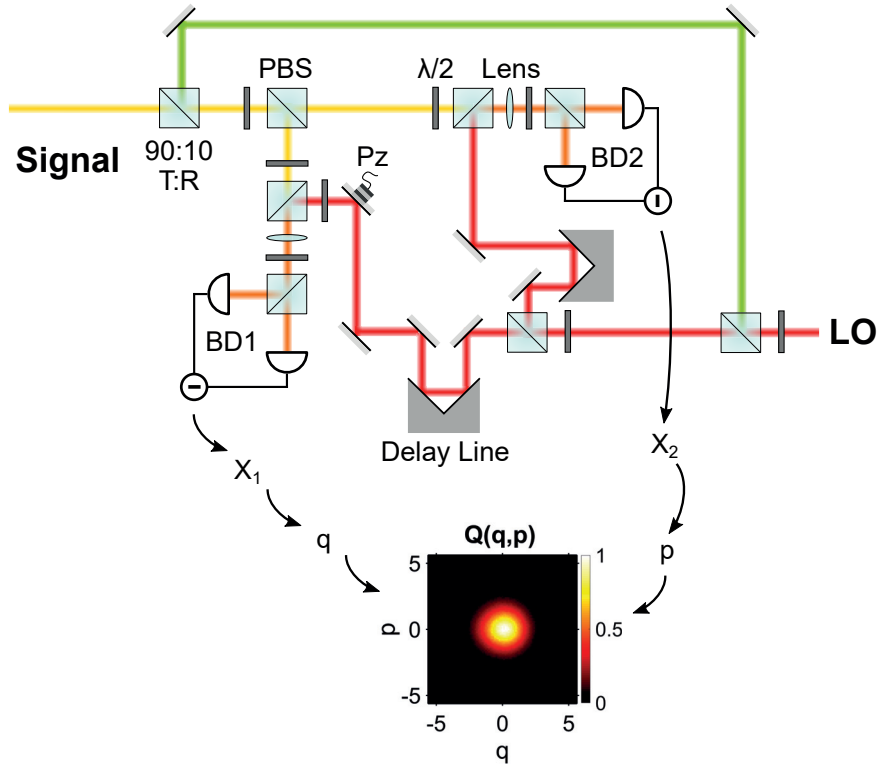 PBS
λ/2
Lens
Signal
90:10
T:R
Pz
BD2
BD1
LO
Delay Line
X₁
X₂
q
p
Q(q,p)
5
0
-5
p
-5
0
5
q
1
0.5
0